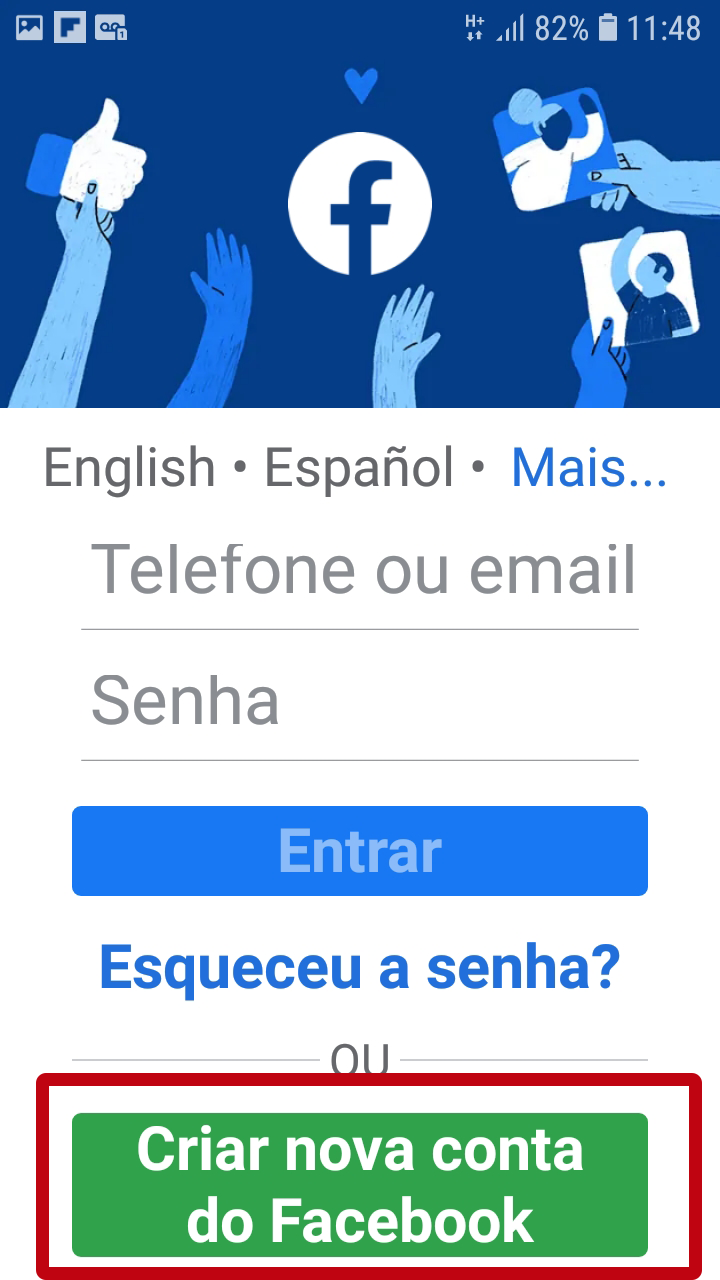 H+ 82% 11:48
English • Español • Mais...
Telefone ou email
Senha
Entrar
Esqueceu a senha?
OU
Criar nova conta
do Facebook